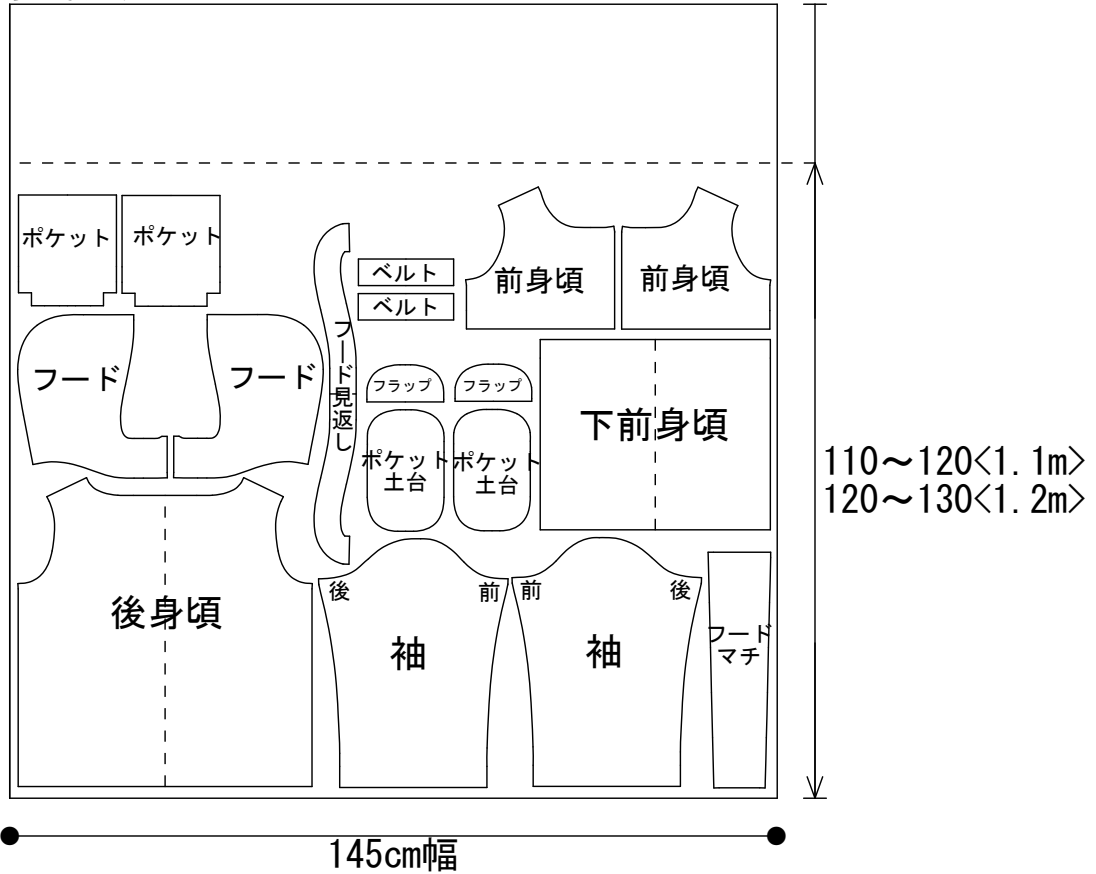 ポケット
ポケット
ベルト
ベルト
前身頃
前身頃
フード
フード
フード見返し
フラップ
フラップ
下前身頃
ポケット
土台
ポケット
土台
110～120<1.1m>
120～130<1.2m>
後
前
前
後
後身頃
袖
袖
フード
マチ
145cm幅